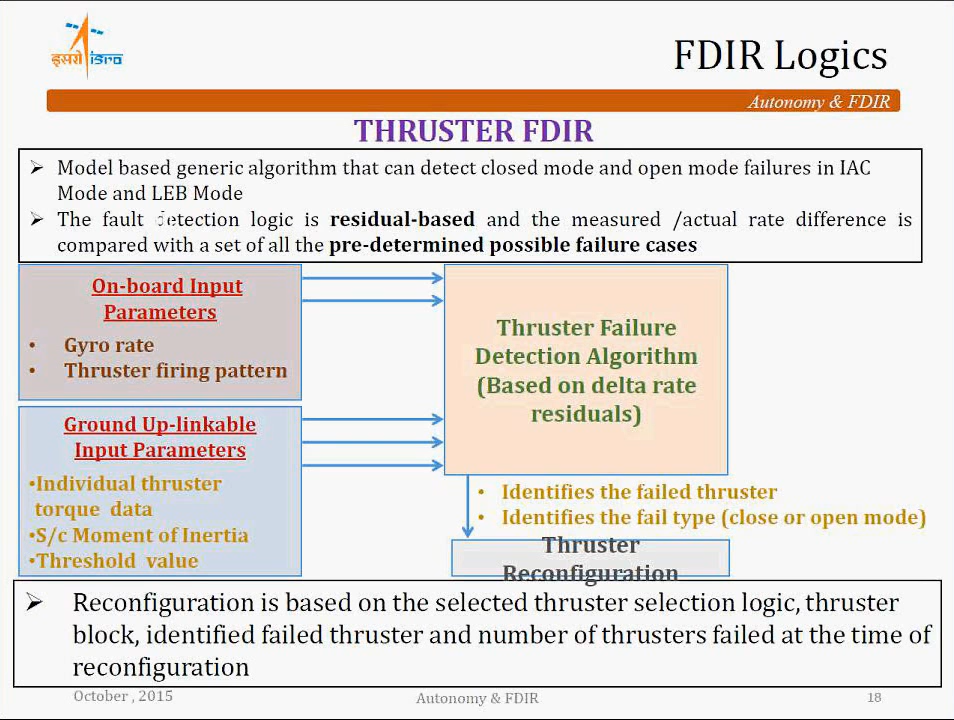 इसरो isro
FDIR Logics
Autonomy & FDIR
THRUSTER FDIR
➢ Model based generic algorithm that can detect closed mode and open mode failures in IAC
Mode and LEB Mode
➢ The fault detection logic is residual-based and the measured /actual rate difference is
compared with a set of all the pre-determined possible failure cases
On-board Input
Parameters
• Gyro rate
• Thruster firing pattern
Thruster Failure
Detection Algorithm
(Based on delta rate
residuals)
Ground Up-linkable
Input Parameters
•Individual thruster
torque data
•S/c Moment of Inertia
•Threshold value
• Identifies the failed thruster
• Identifies the fail type (close or open mode)
Thruster
Reconfiguration
➢ Reconfiguration is based on the selected thruster selection logic, thruster
block, identified failed thruster and number of thrusters failed at the time of
reconfiguration
October , 2015
Autonomy & FDIR
18